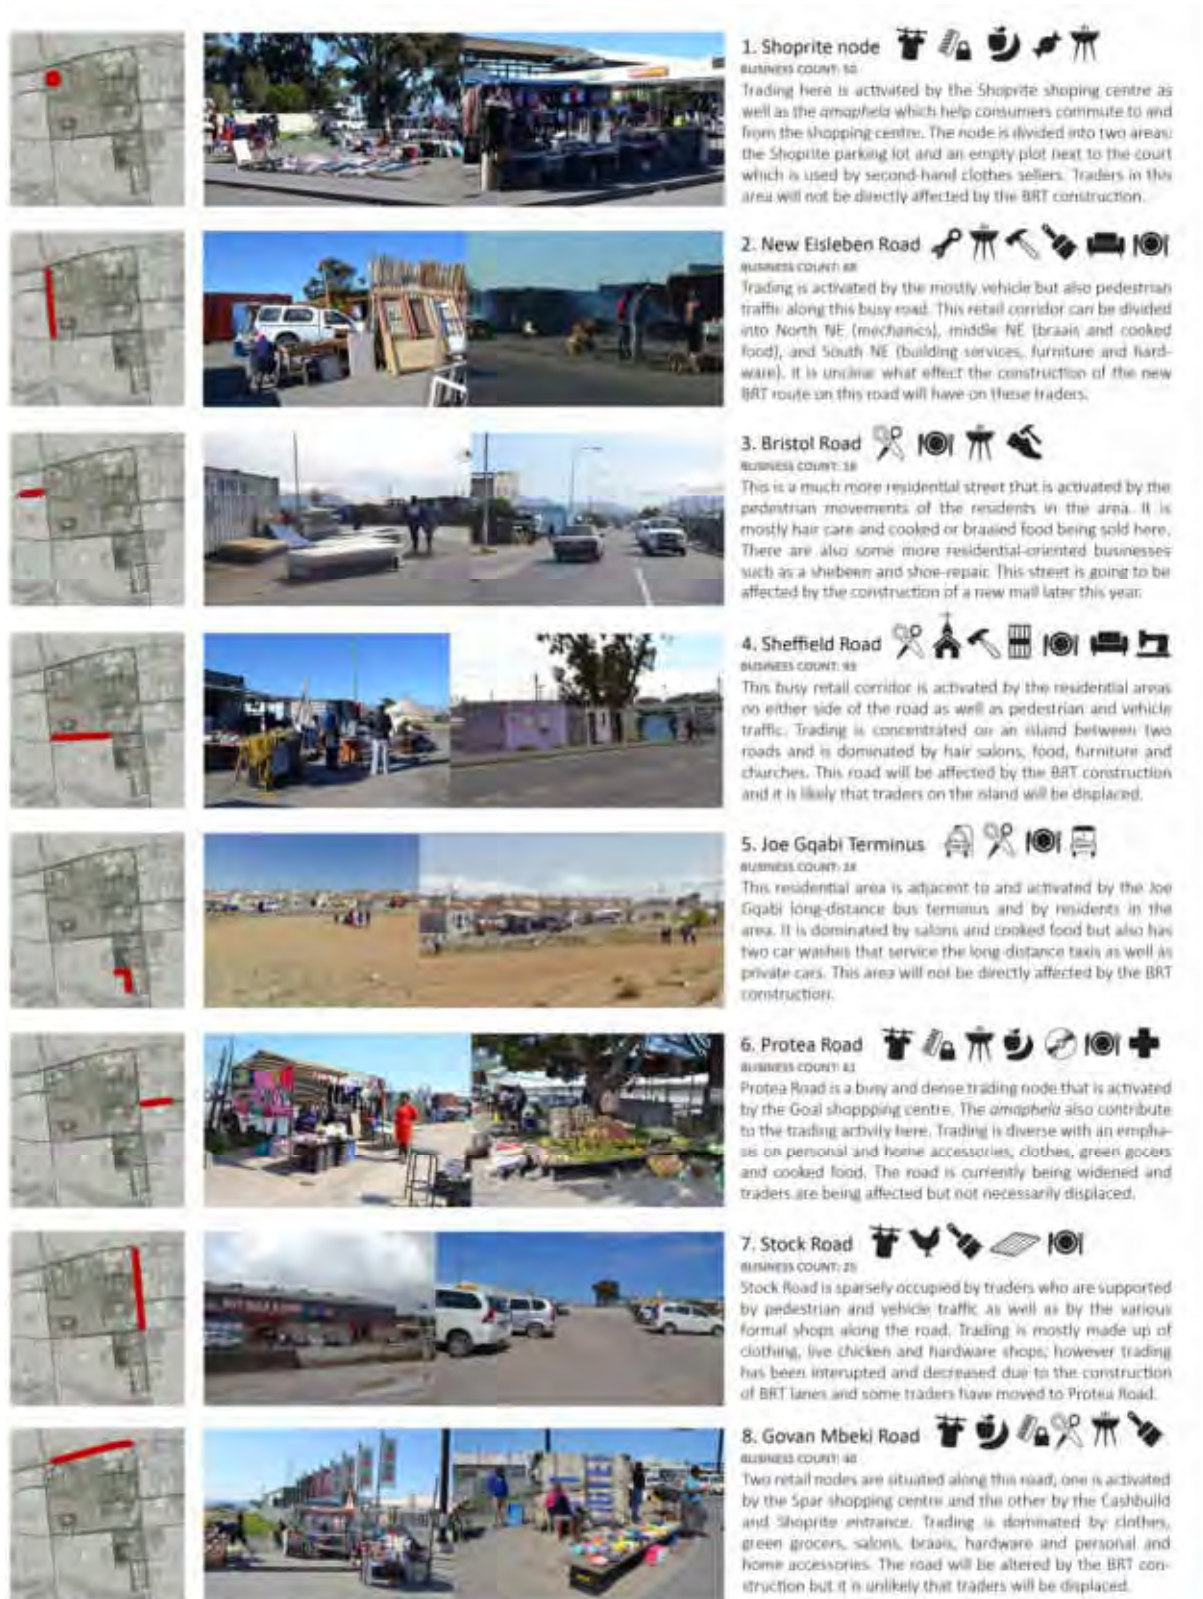 1. Shoprite node
BUSINESS COUNT: 50
Trading here is activated by the Shoprite shoping centre as
well as the amaphela which help consumers commute to and
from the shopping centre. The node is divided into two areas:
the Shoprite parking lot and an empty plot next to the court
which is used by second-hand clothes sellers. Traders in this
area will not be directly affected by the BRT construction.
2. New Eisleben Road
BUSINESS COUNT:
Trading is activated by the mostly vehicle but also pedestrian
traffic along this busy road. This retail corridor can be divided
into North NE (mechanics), middle NE (braais and cooked
food), and South NE (building services, furniture and hard-
ware). It is unclear what effect the construction of the new
BRT route on this road will have on these traders.
3. Bristol Road
BUSINESS COUNT:
This is a much more residential street that is activated by the
pedestrian movements of the residents in the area. It is
mostly hair care and cooked or braaied food being sold here.
There are also some more residential-oriented businesses
such as a shebeen and shoe-repair. This street is going to be
affected by the construction of a new mall later this year.
4. Sheffield Road
BUSINESS COUNT:
This busy retail corridor is activated by the residential areas
on either side of the road as well as pedestrian and vehicle
traffic. Trading is concentrated on an island between two
roads and is dominated by hair salons, food, furniture and
churches. This road will be affected by the BRT construction
and it is likely that traders on the island will be displaced.
5. Joe Gqabi Terminus
BUSINESS COUNT:
This residential area is adjacent to and activated by the Joe
Gqabi long-distance bus terminus and by residents in the
area. It is dominated by salons and cooked food but also has
two car washes that service the long-distance taxis as well as
private cars. This area will not be directly affected by the BRT
construction.
6. Protea Road
BUSINESS COUNT:
Protea Road is a busy and dense trading node that is activated
by the Goal shoppping centre. The amaphela also contribute
to the trading activity here. Trading is diverse with an empha-
sis on personal and home accessories, clothes, green gocers
and cooked food. The road is currently being widened and
traders are being affected but not necessarily displaced.
7. Stock Road
BUSINESS COUNT: 25
Stock Road is sparsely occupied by traders who are supported
by pedestrian and vehicle traffic as well as by the various
formal shops along the road. Trading is mostly made up of
clothing, live chicken and hardware shops, however trading
has been interupted and decreased due to the construction
of BRT lanes and some traders have moved to Protea Road.
8. Govan Mbeki Road
BUSINESS COUNT: 40
Two retail nodes are situated along this road, one is activated
by the Spar shopping centre and the other by the Cashbuild
and Shoprite entrance. Trading is dominated by clothes,
green grocers, salons, braais, hardware and personal and
home accessories. The road will be altered by the BRT con-
struction but it is unlikely that traders will be displaced.